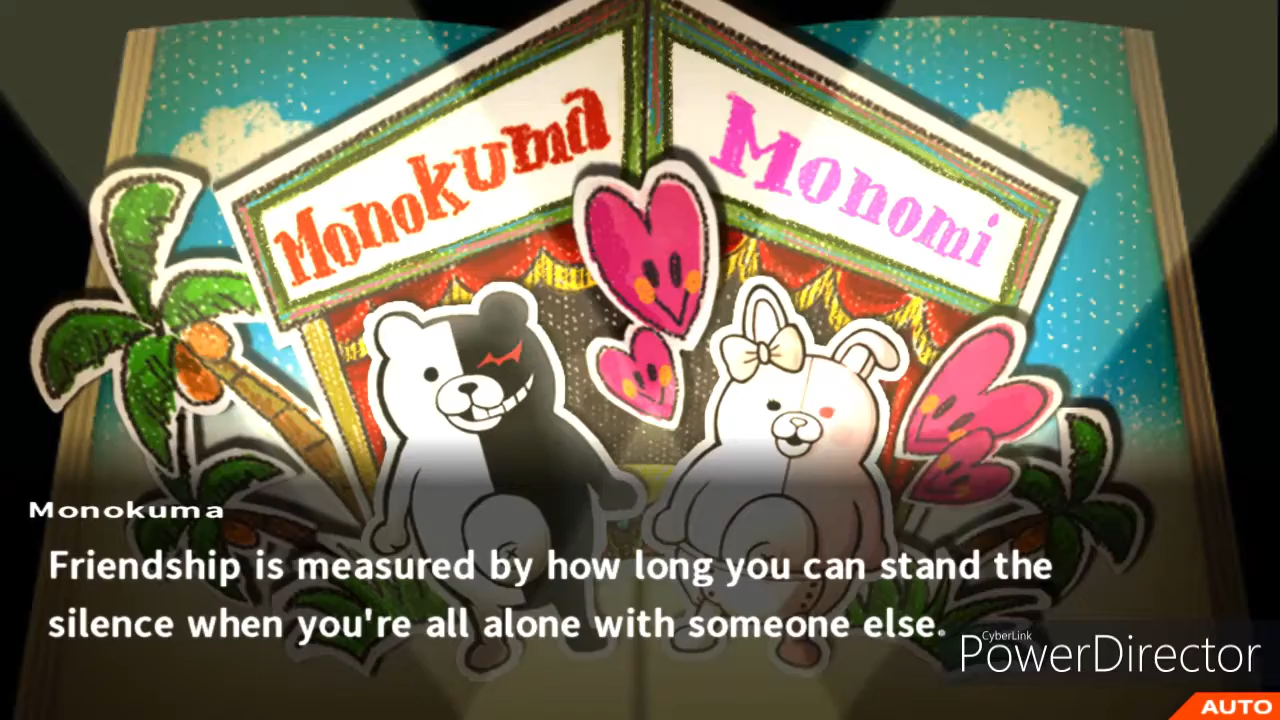 Monokuma
Monomi
Monokuma
Friendship is measured by how long you can stand the
silence when you're all alone with someone else.
CyberLink
PowerDirector
AUTO